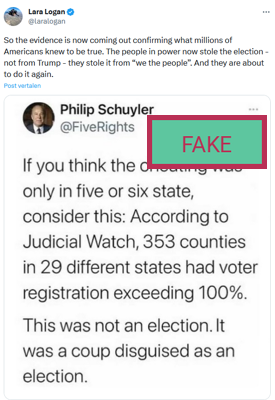 Lara Logan
@laralogan
So the evidence is now coming out confirming what millions of
Americans knew to be true. The people in power now stole the election -
not from Trump - they stole it from “we the people”. And they are about
to do it again.
Post vertalen
Philip Schuyler
@FiveRights
FAKE
If you think the
only in five or six state,
consider this: According to
Judicial Watch, 353 counties
in 29 different states had voter
registration exceeding 100%.
This was not an election. It
was a coup disguised as an
election.